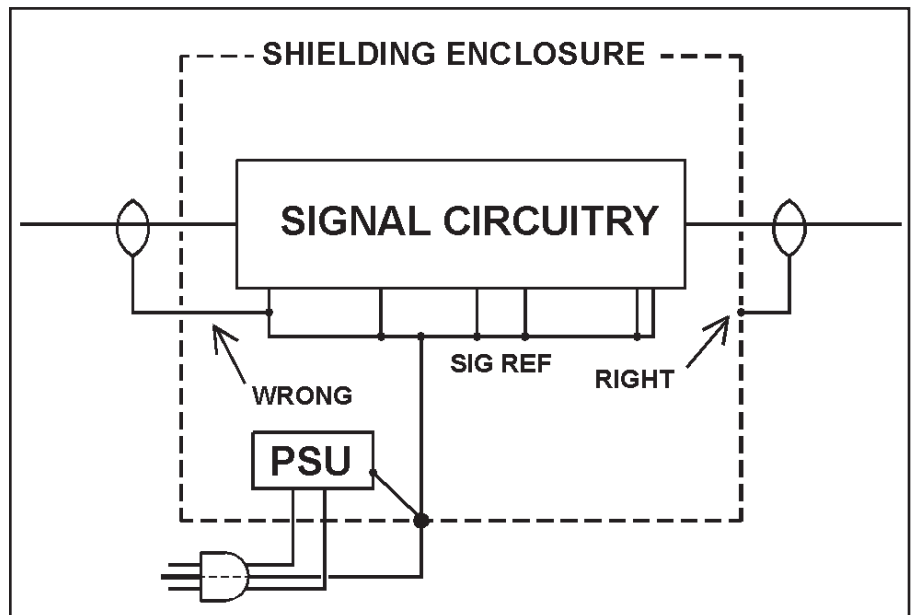 SHIELDING ENCLOSURE
SIGNAL CIRCUITRY
SIG REF
RIGHT
WRONG
PSU